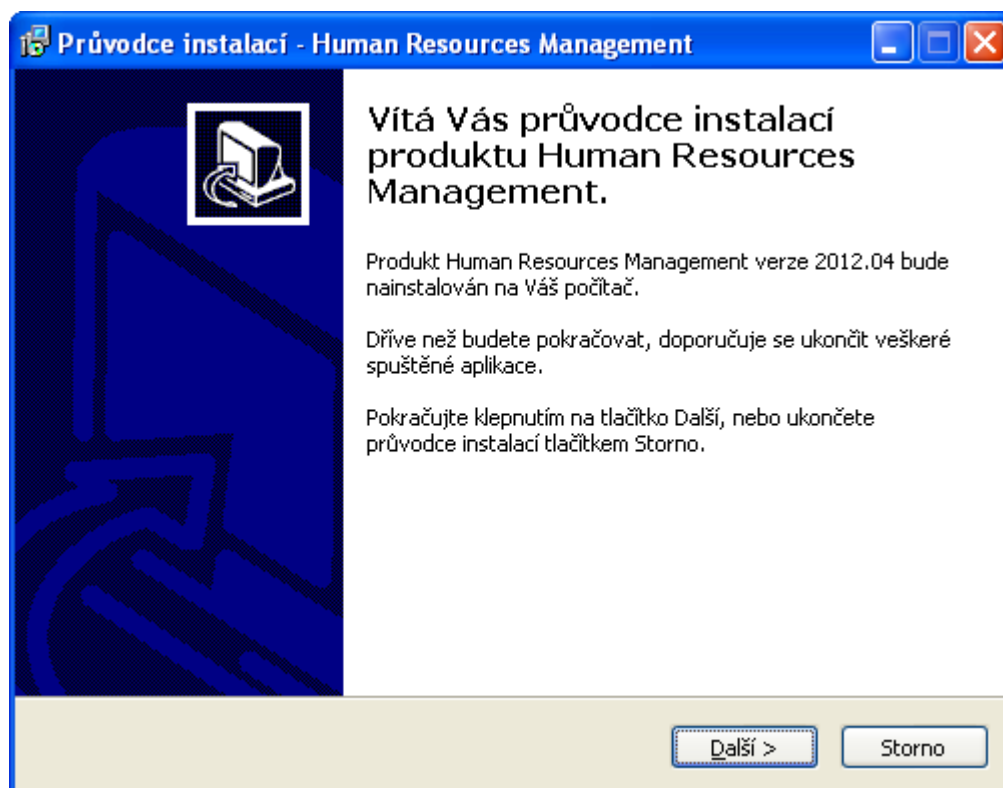 Průvodce instalací - Human Resources Management
Vítá Vás průvodce instalací
produktu Human Resources
Management.
Produkt Human Resources Management verze 2012.04 bude
nainstalován na Váš počítač.
Dříve než budete pokračovat, doporučuje se ukončit veškeré
spuštěné aplikace.
Pokračujte klepnutím na tlačítko Další, nebo ukončete
průvodce instalací tlačítkem Storno.
Další >
Storno